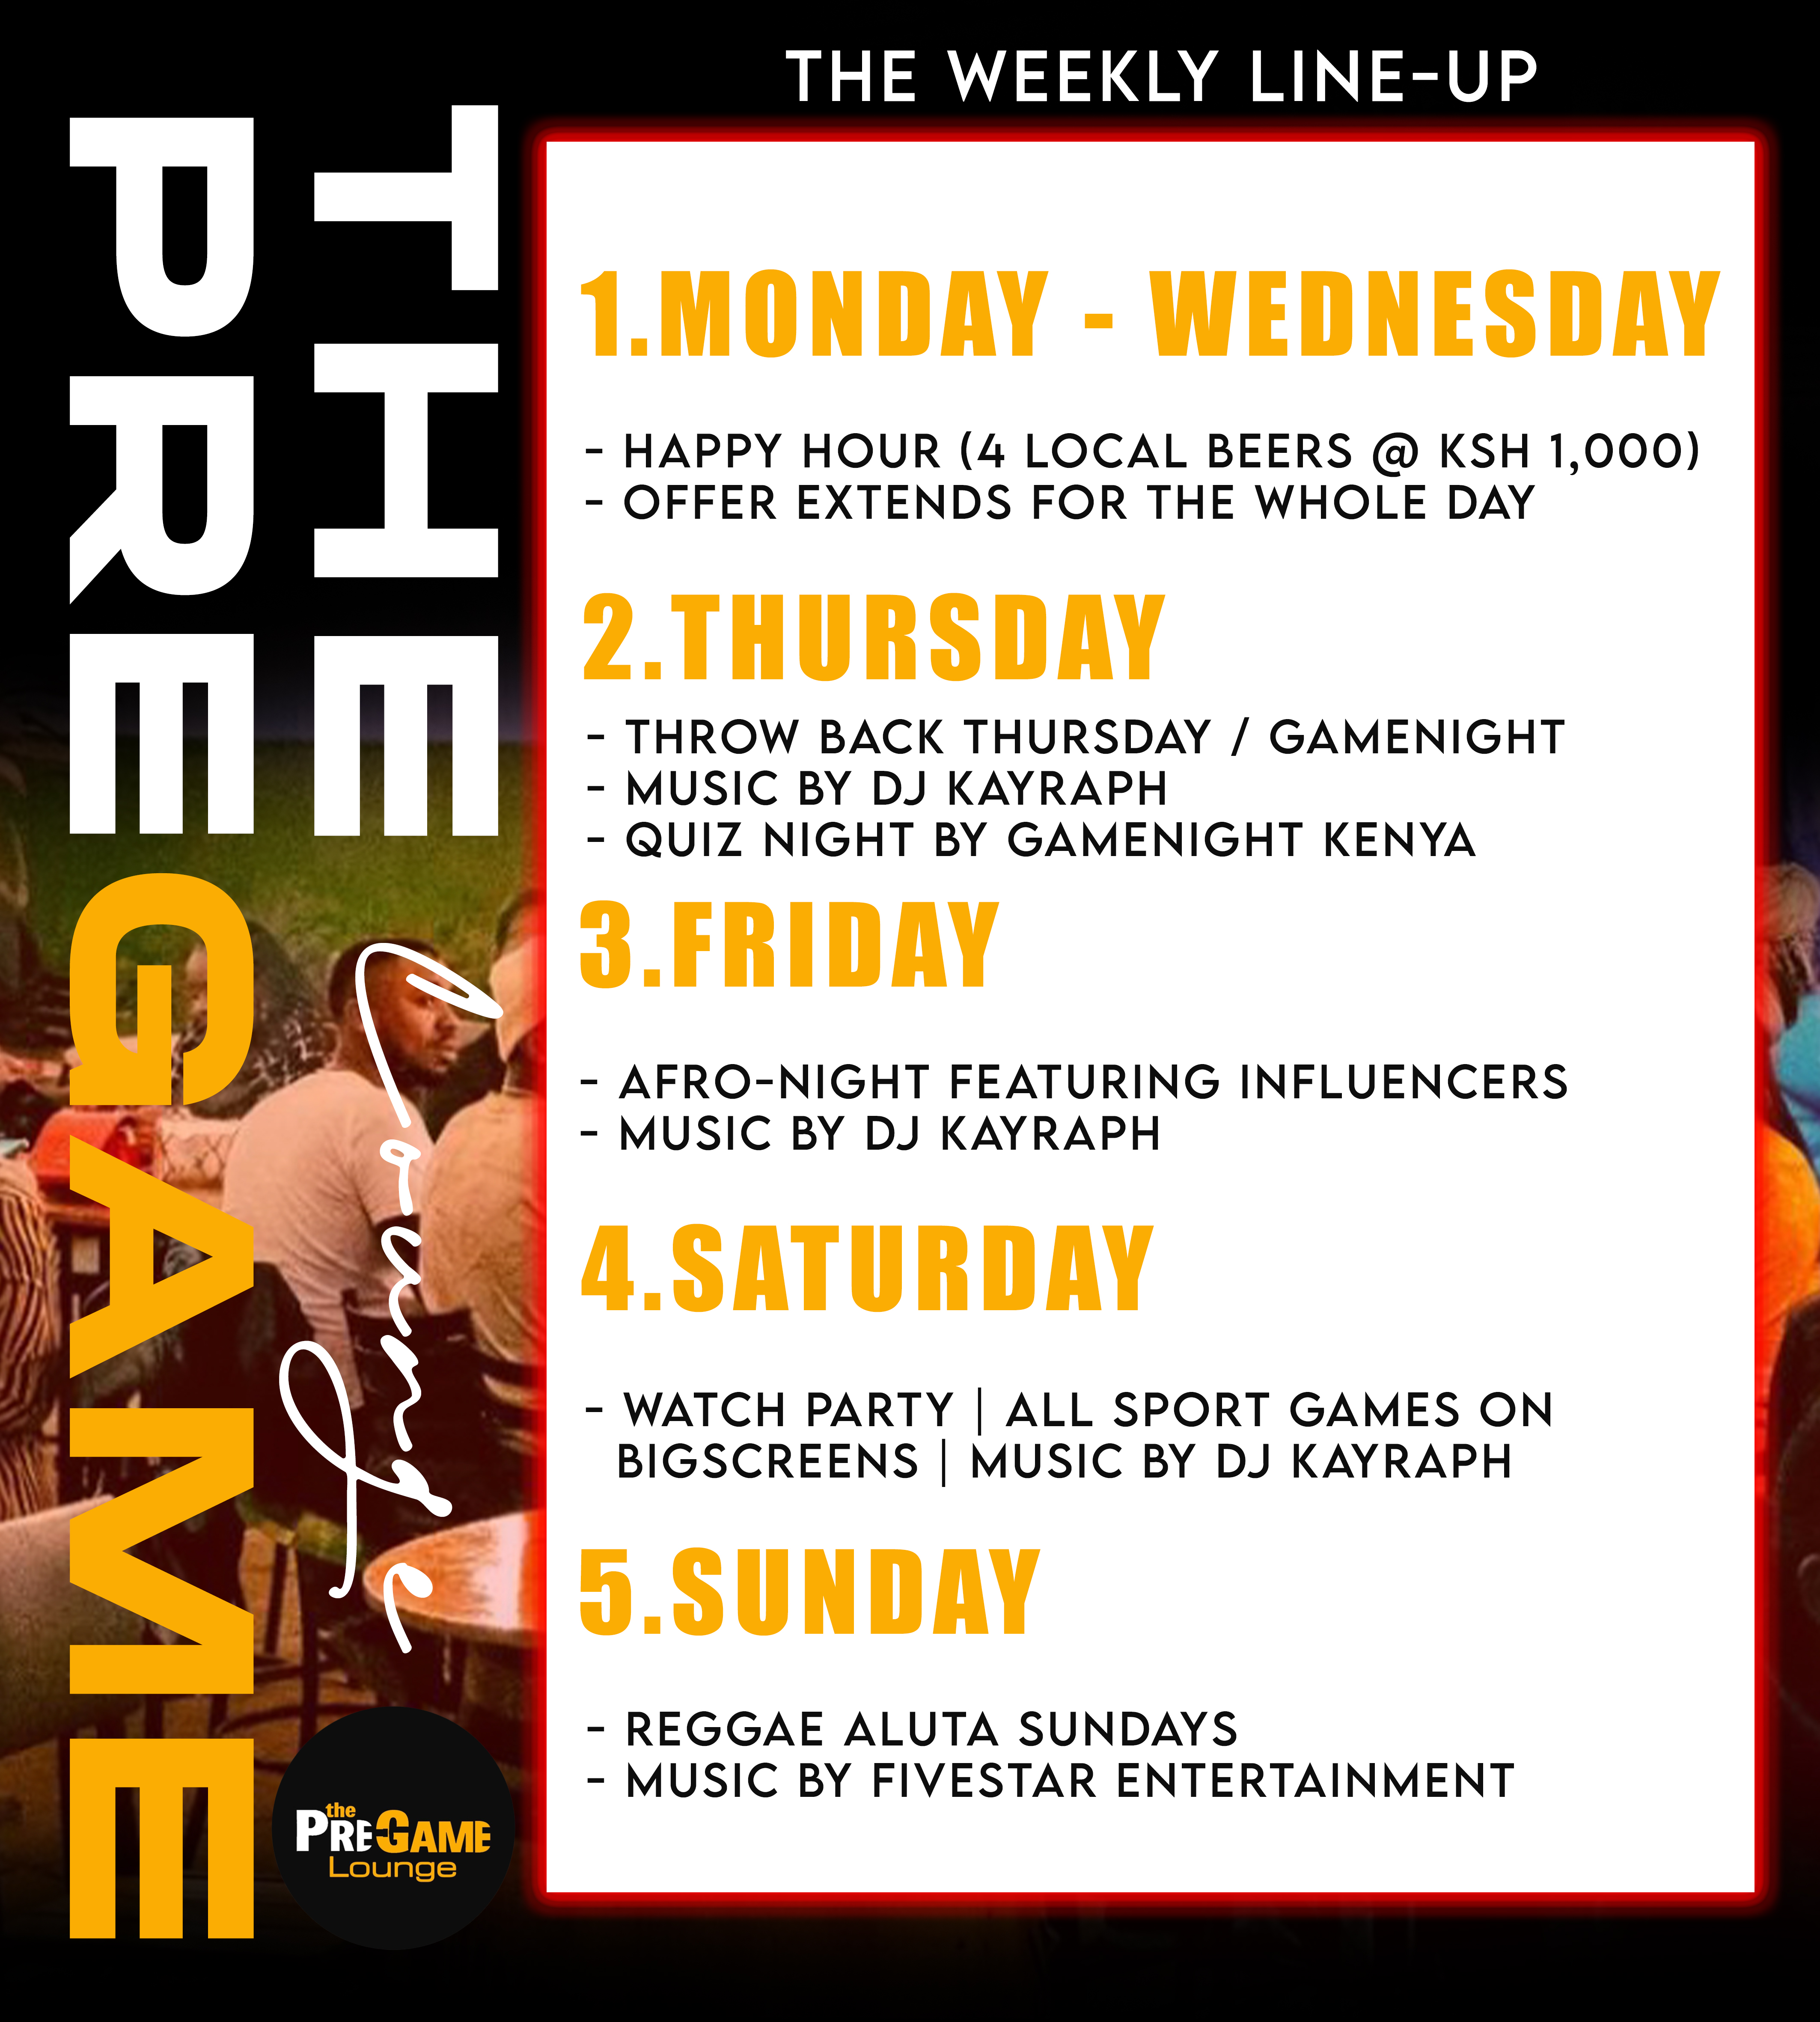 THE WEEKLY LINE-UP
THE
PRE GAME
Lounge
1.MONDAY - WEDNESDAY
- HAPPY HOUR (4 LOCAL BEERS @ KSH 1,000)
- OFFER EXTENDS FOR THE WHOLE DAY
2.THURSDAY
- THROW BACK THURSDAY / GAMENIGHT
- MUSIC BY DJ KAYRAPH
- QUIZ NIGHT BY GAMENIGHT KENYA
3.FRIDAY
- AFRO-NIGHT FEATURING INFLUENCERS
- MUSIC BY DJ KAYRAPH
4.SATURDAY
- WATCH PARTY | ALL SPORT GAMES ON
BIGSCREENS | MUSIC BY DJ KAYRAPH
5.SUNDAY
- REGGAE ALUTA SUNDAYS
- MUSIC BY FIVESTAR ENTERTAINMENT
the
PREGAME
Lounge